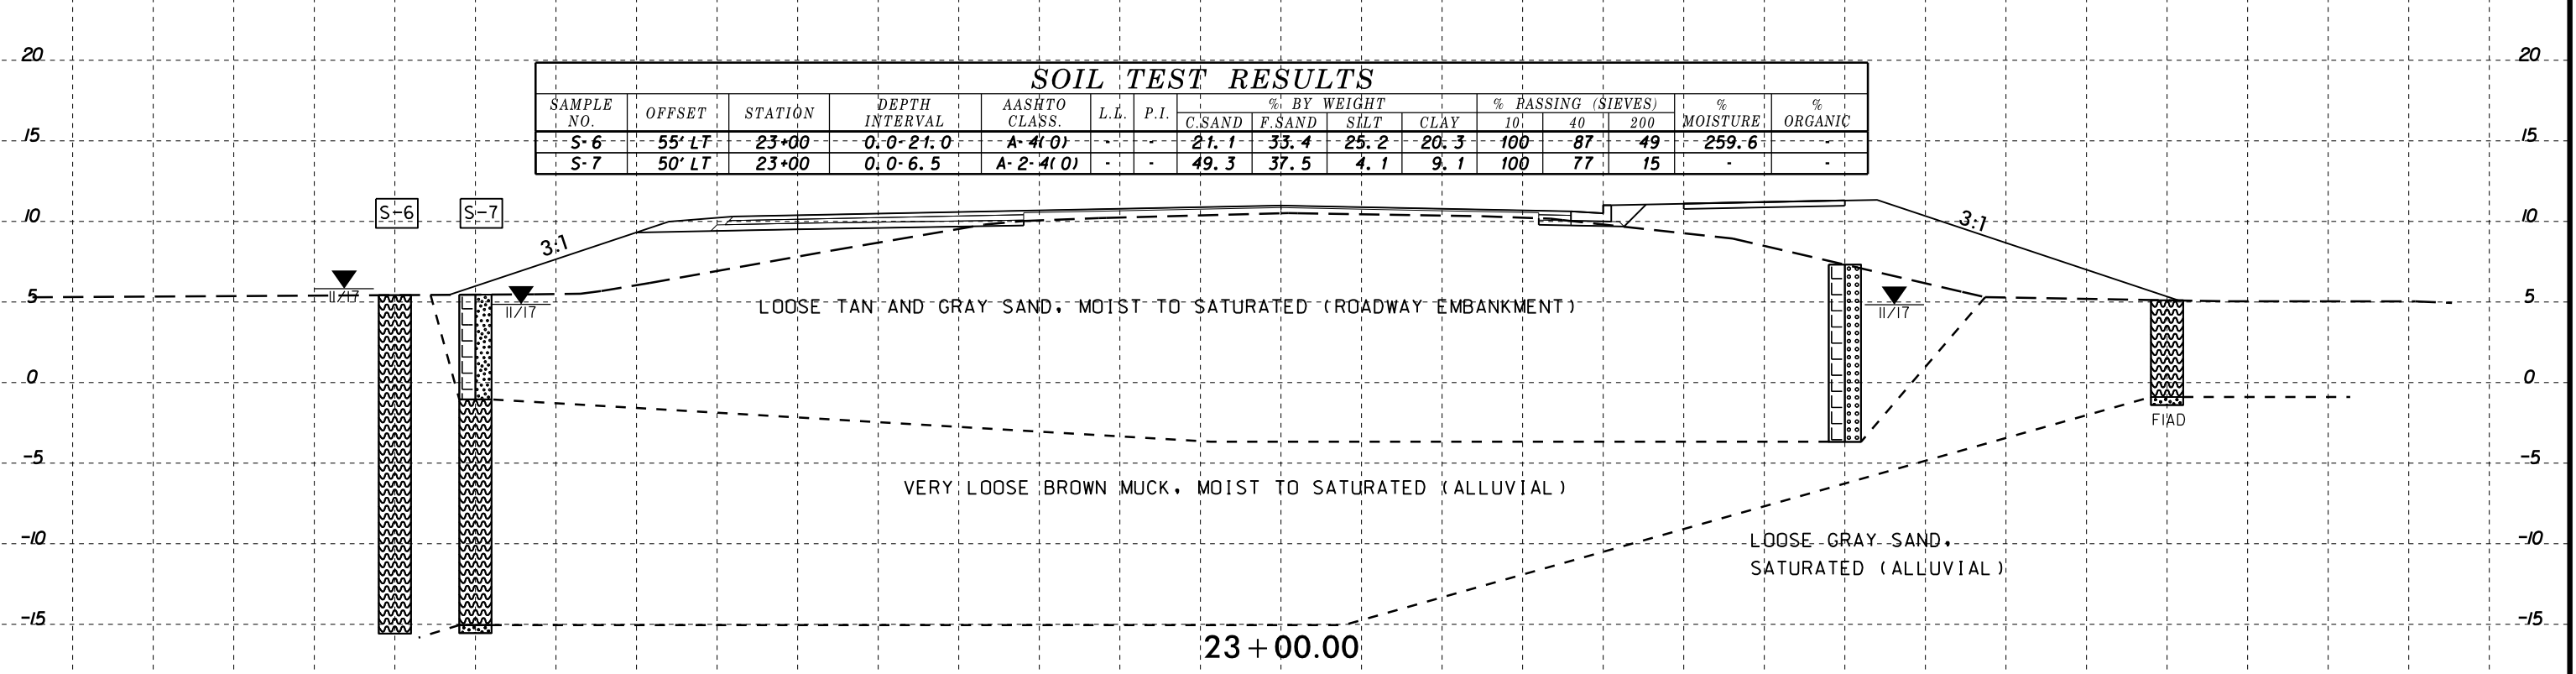 20 20
SOIL TEST RESULTS
SAMPLE NO. OFFSET STATION DEPTH INTERVAL AASHTO CLASS. L.L. P.I. % BY WEIGHT % PASSING (SIEVES) % MOISTURE % ORGANIC
C.SAND F.SAND SILT CLAY 10 40 200
15 15
S-6 55' LT 23+00 0.0-21.0 A-4(0) - - 21.1 33.4 25.2 20.3 100 87 49 259.6 -
S-7 50' LT 23+00 0.0-6.5 A-2-4(0) - - 49.3 37.5 4.1 9.1 100 77 15 - -
S-6 S-7
10 10
3:1 3:1
5 5
11/17 11/17 11/17
LOOSE TAN AND GRAY SAND, MOIST TO SATURATED (ROADWAY EMBANKMENT)
0 0
FIAD
-5 -5
VERY LOOSE BROWN MUCK, MOIST TO SATURATED (ALLUVIAL)
-10 -10
LOOSE GRAY SAND,
SATURATED (ALLUVIAL)
-15 -15
23+00.00